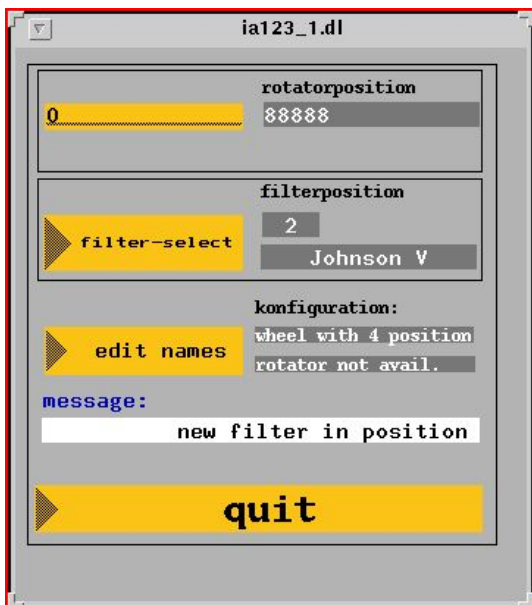 ia123_1.dl
rotatorposition
0
88888
filterposition
2
filter-select
Johnson V
konfiguration:
wheel with 4 position
edit names
rotator not avail.
message:
new filter in position
quit